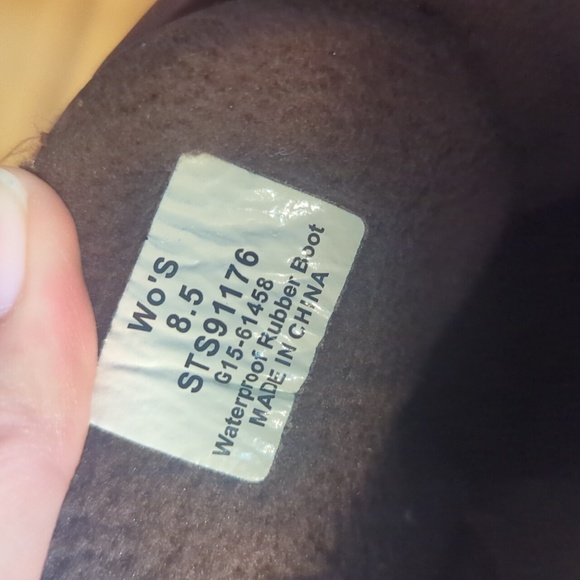 Wo'S
8.5
STS91176
G15-61458
Waterproof Rubber Boot
MADE IN CHINA